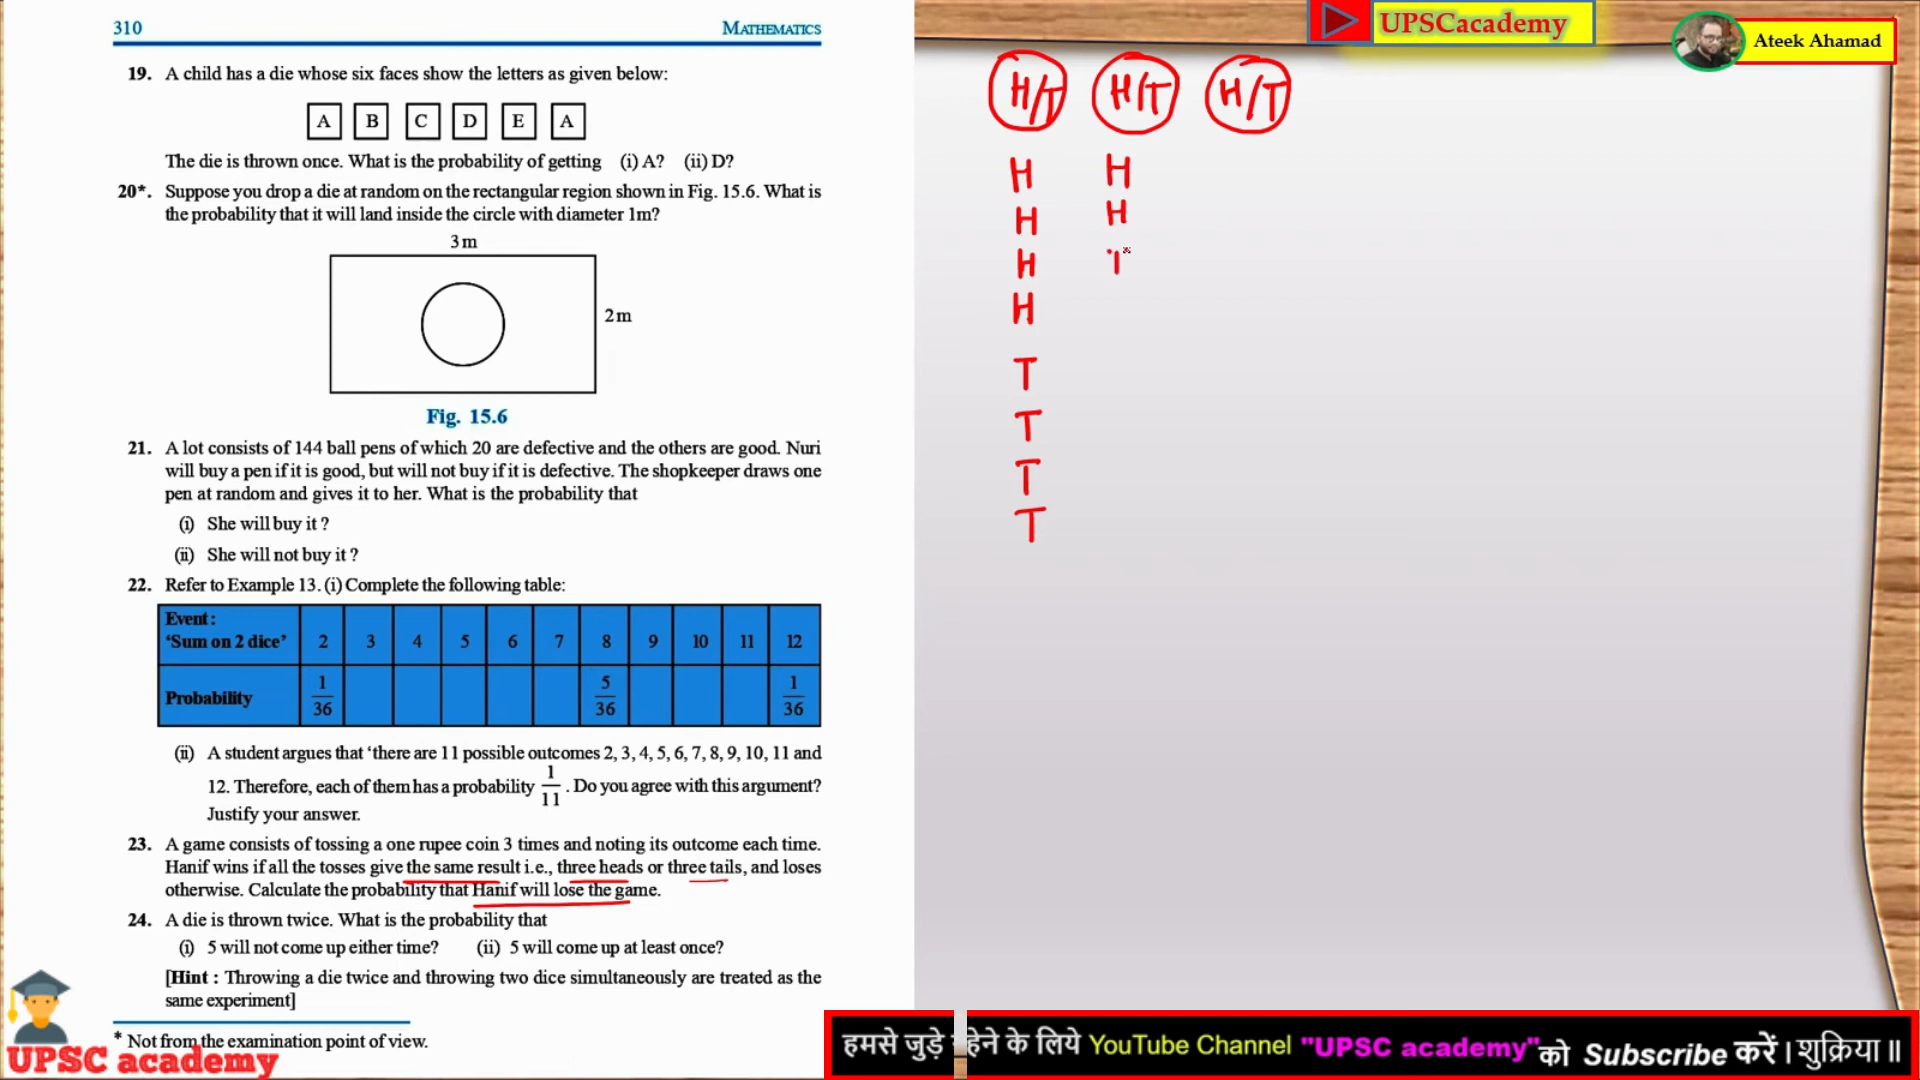 310 MATHEMATICS
19. A child has a die whose six faces show the letters as given below:
A B C D E A
The die is thrown once. What is the probability of getting (i) A? (ii) D?
20*. Suppose you drop a die at random on the rectangular region shown in Fig. 15.6. What is
the probability that it will land inside the circle with diameter 1m?
3 m
2 m
Fig. 15.6
21. A lot consists of 144 ball pens of which 20 are defective and the others are good. Nuri
will buy a pen if it is good, but will not buy if it is defective. The shopkeeper draws one
pen at random and gives it to her. What is the probability that
(i) She will buy it ?
(ii) She will not buy it ?
22. Refer to Example 13. (i) Complete the following table:
Event :
‘Sum on 2 dice’ 2 3 4 5 6 7 8 9 10 11 12
Probability 1/36 5/36 1/36
(ii) A student argues that ‘there are 11 possible outcomes 2, 3, 4, 5, 6, 7, 8, 9, 10, 11 and
12. Therefore, each of them has a probability 1/11 . Do you agree with this argument?
Justify your answer.
23. A game consists of tossing a one rupee coin 3 times and noting its outcome each time.
Hanif wins if all the tosses give the same result i.e., three heads or three tails, and loses
otherwise. Calculate the probability that Hanif will lose the game.
24. A die is thrown twice. What is the probability that
(i) 5 will not come up either time? (ii) 5 will come up at least once?
[Hint : Throwing a die twice and throwing two dice simultaneously are treated as the
same experiment]
* Not from the examination point of view.
UPSC academy
UPSCacademy
Ateek Ahamad
H/T H/T H/T
H H
H H
H T
H
T
T
T
T
हमसे जुड़े हेने के लिये YouTube Channel "UPSC academy" को Subscribe करें। शुक्रिया॥